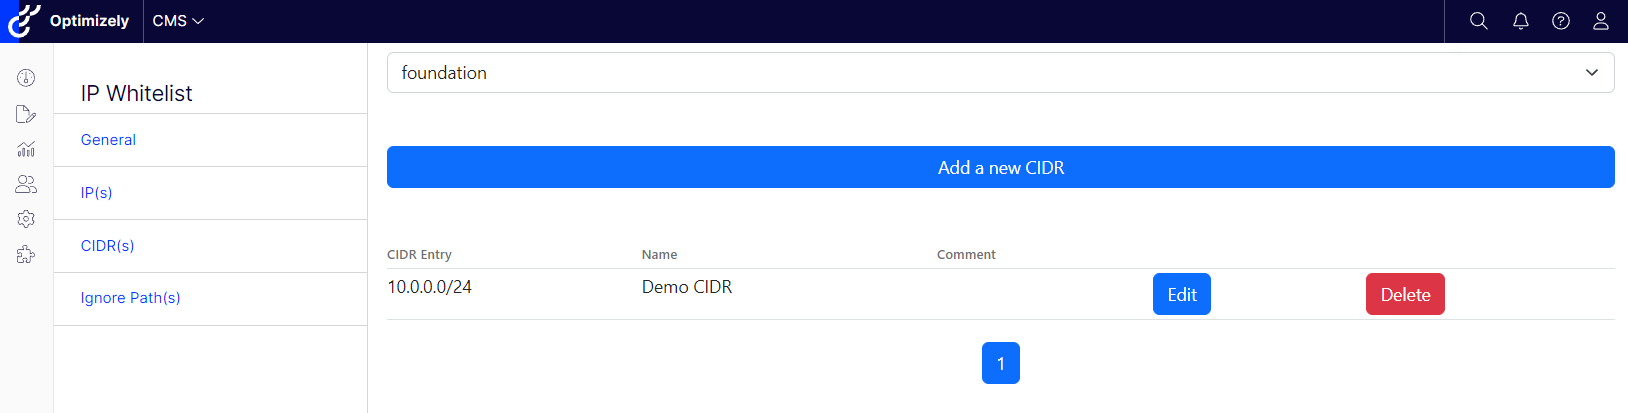 Optimizely CMS
IP Whitelist
General
IP(s)
CIDR(s)
Ignore Path(s)
foundation
Add a new CIDR
CIDR Entry Name Comment
10.0.0.0/24 Demo CIDR Edit Delete
1